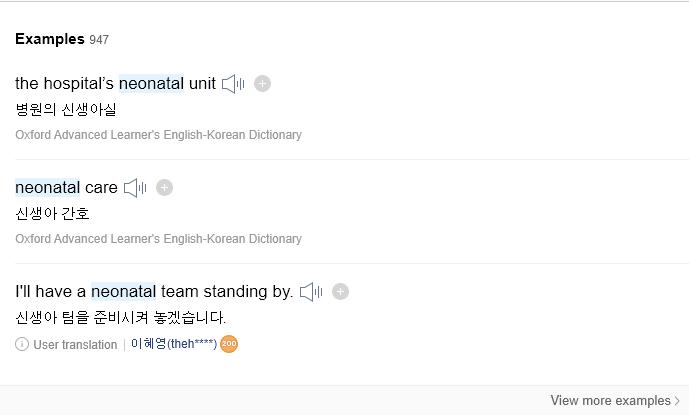 Examples 947
the hospital’s neonatal unit
병원의 신생아실
Oxford Advanced Learner's English-Korean Dictionary
neonatal care
신생아 간호
Oxford Advanced Learner's English-Korean Dictionary
I'll have a neonatal team standing by.
신생아 팀을 준비시켜 놓겠습니다.
User translation | 이혜영(theh****) 200
View more examples